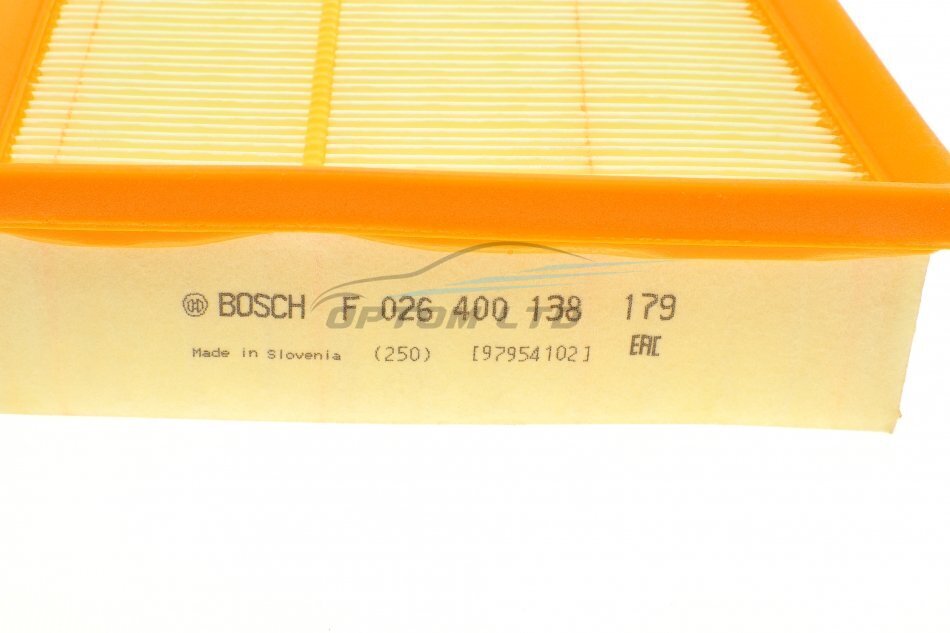 BOSCH F 026 400 138 179
Made in Slovenia (250) [97954102] EAC
OPTOM LTD